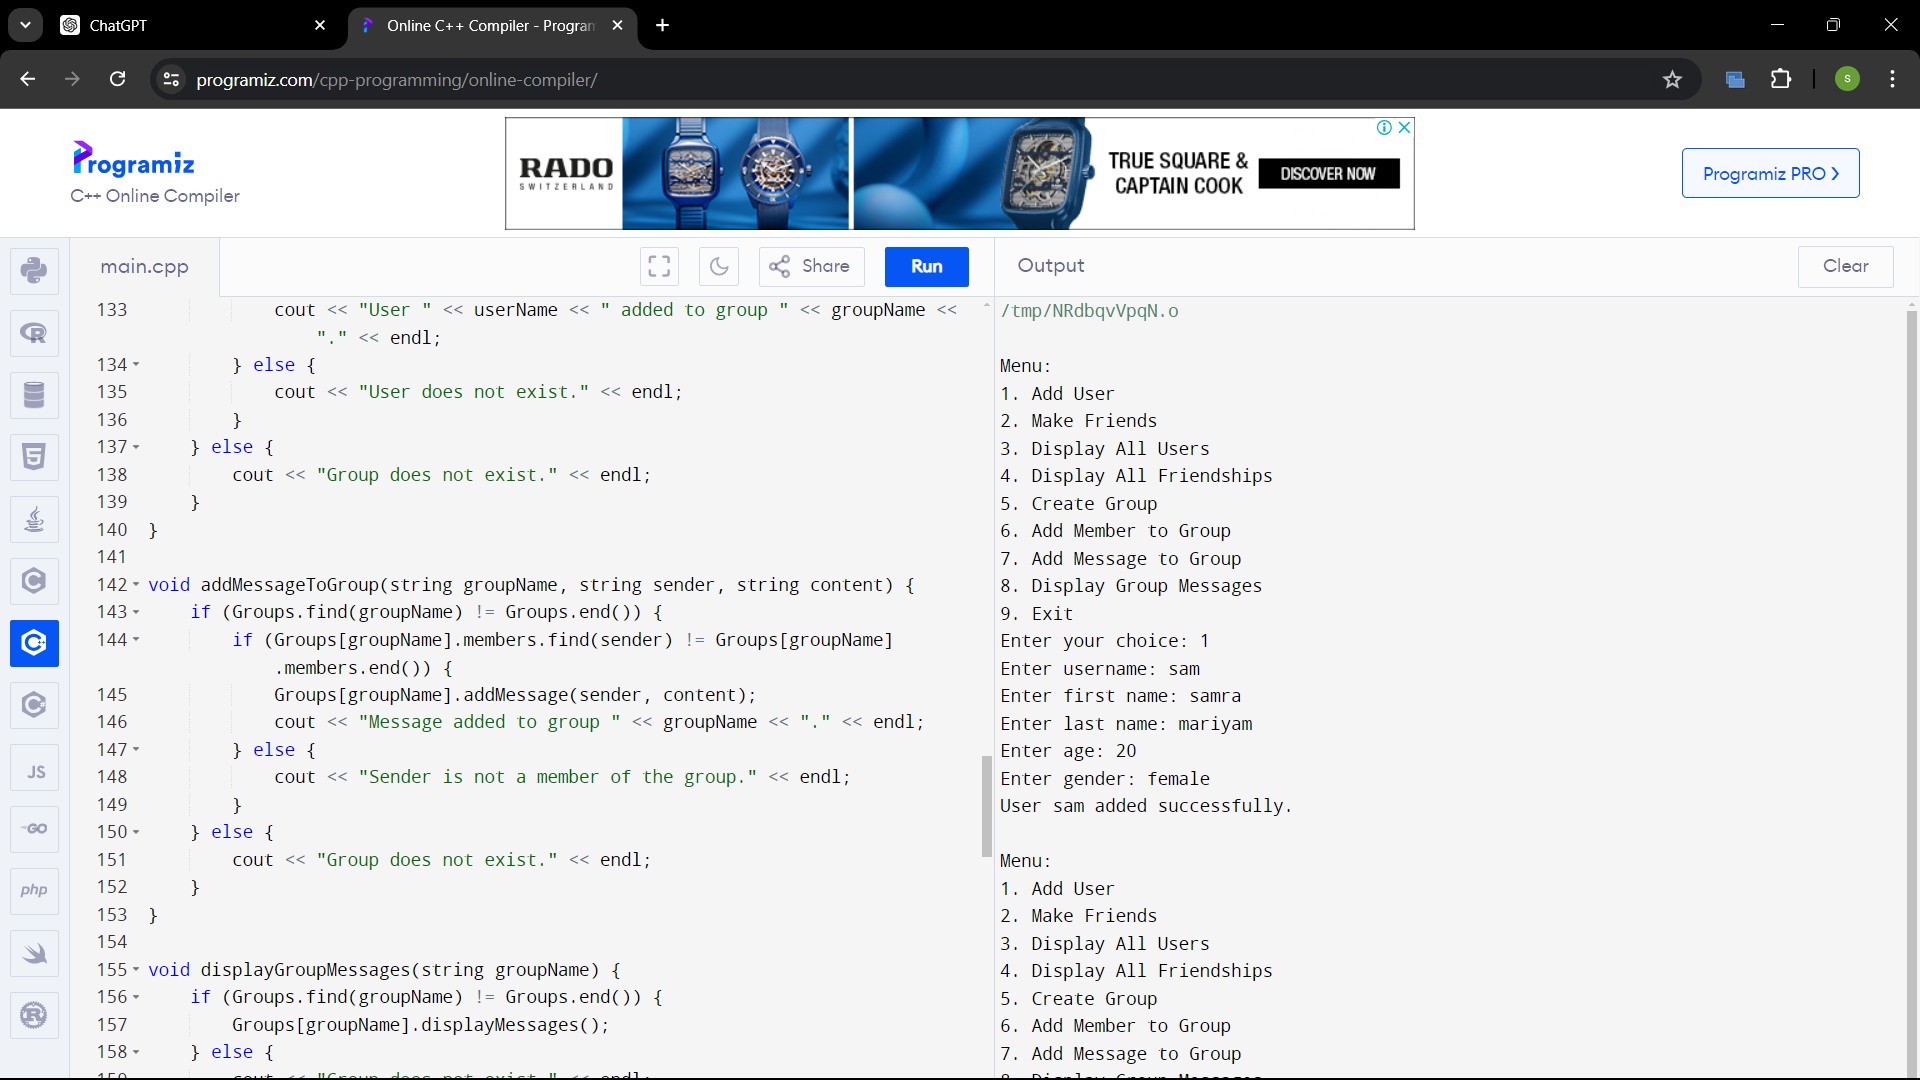 ChatGPT
Online C++ Compiler - Program
programiz.com/cpp-programming/online-compiler/
S
Programiz
C++ Online Compiler
RADO
SWITZERLAND
TRUE SQUARE &
CAPTAIN COOK
DISCOVER NOW
Programiz PRO >
main.cpp
Share
Run
Output
Clear
133 cout << "User " << userName << " added to group " << groupName <<
"." << endl;
134 } else {
135 cout << "User does not exist." << endl;
136 }
137 } else {
138 cout << "Group does not exist." << endl;
139 }
140 }
141
142 void addMessageToGroup(string groupName, string sender, string content) {
143 if (Groups.find(groupName) != Groups.end()) {
144 if (Groups[groupName].members.find(sender) != Groups[groupName]
.members.end()) {
145 Groups[groupName].addMessage(sender, content);
146 cout << "Message added to group " << groupName << "." << endl;
147 } else {
148 cout << "Sender is not a member of the group." << endl;
149 }
150 } else {
151 cout << "Group does not exist." << endl;
152 }
153 }
154
155 void displayGroupMessages(string groupName) {
156 if (Groups.find(groupName) != Groups.end()) {
157 Groups[groupName].displayMessages();
158 } else {
159 cout << "Group does not exist." << endl;
JS
GO
php
/tmp/NRdbqvVpqN.o
Menu:
1. Add User
2. Make Friends
3. Display All Users
4. Display All Friendships
5. Create Group
6. Add Member to Group
7. Add Message to Group
8. Display Group Messages
9. Exit
Enter your choice: 1
Enter username: sam
Enter first name: samra
Enter last name: mariyam
Enter age: 20
Enter gender: female
User sam added successfully.
Menu:
1. Add User
2. Make Friends
3. Display All Users
4. Display All Friendships
5. Create Group
6. Add Member to Group
7. Add Message to Group
8. Display Group Messages